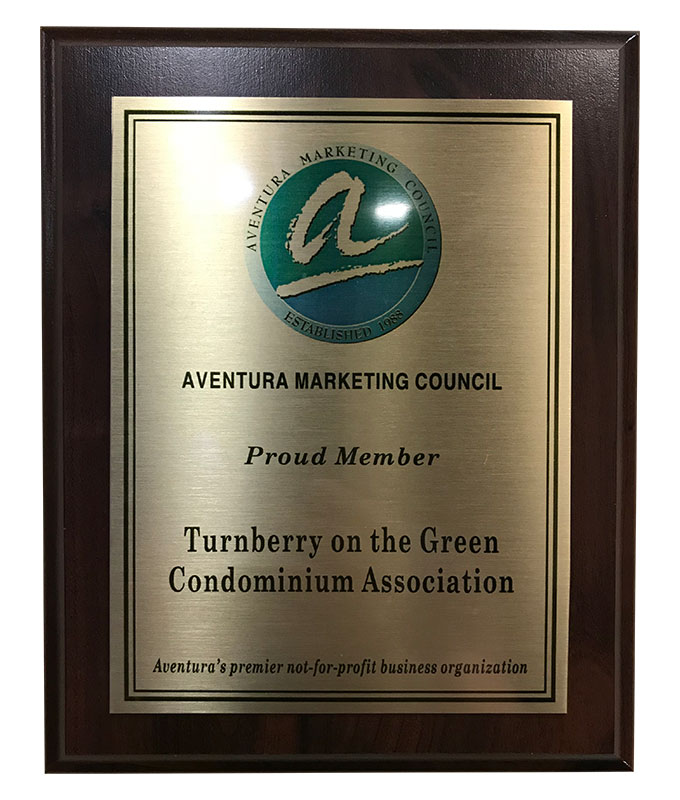 AVENTURA MARKETING COUNCIL
a
ESTABLISHED 1988
AVENTURA MARKETING COUNCIL
Proud Member
Turnberry on the Green
Condominium Association
Aventura's premier not-for-profit business organization